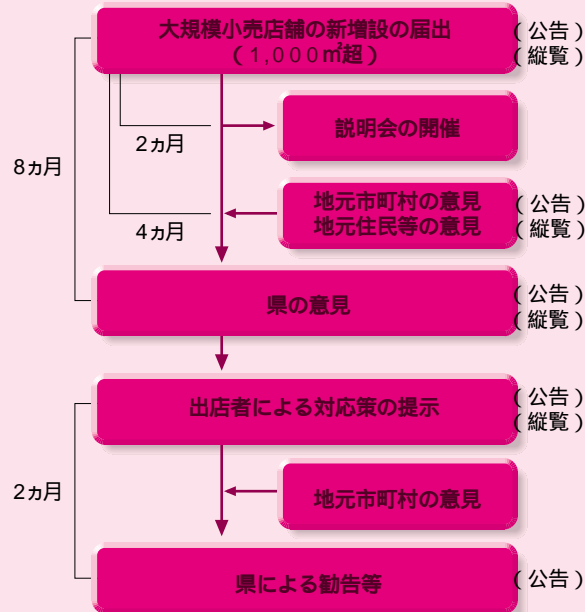 大規模小売店舗の新増設の届出
(1,000㎡超)
(公告)
(縦覧)
2ヵ月
説明会の開催
8ヵ月
地元市町村の意見
地元住民等の意見
(公告)
(縦覧)
4ヵ月
県の意見
(公告)
(縦覧)
出店者による対応策の提示
(公告)
(縦覧)
2ヵ月
地元市町村の意見
県による勧告等
(公告)